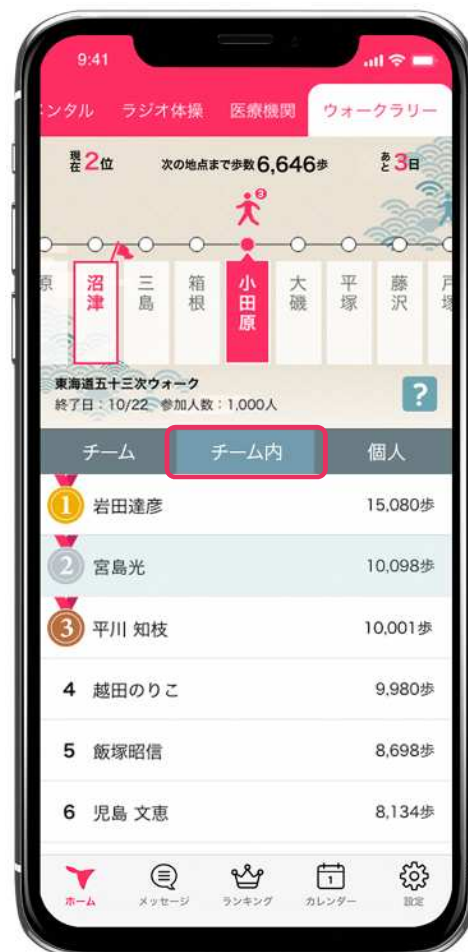 9:41
ンタル ラジオ体操 医療機関 ウォークラリー
現在2位 次の地点まで歩数6,646歩 あと3日
3
原 沼津 三島 箱根 小田原 大磯 平塚 藤沢 戸塚
東海道五十三次ウォーク
終了日：10/22 参加人数：1,000人
?
チーム チーム内 個人
1 岩田達彦 15,080歩
2 宮島光 10,098歩
3 平川 知枝 10,001歩
4 越田のりこ 9,980歩
5 飯塚昭信 8,698歩
6 児島 文恵 8,134歩
1
ホーム メッセージ ランキング カレンダー 設定